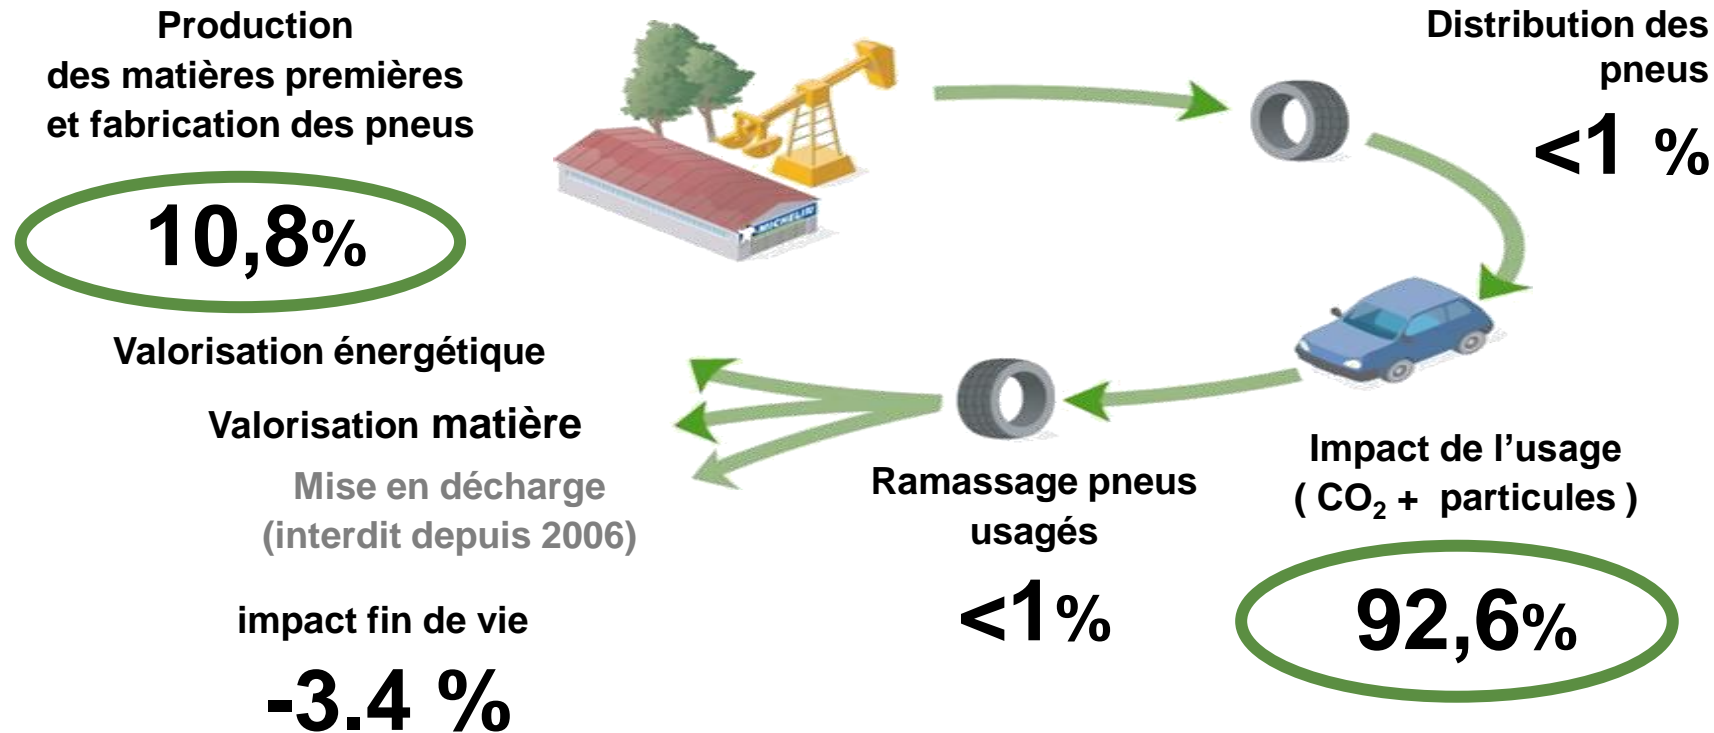 Production
des matières premières
et fabrication des pneus
10,8%
MICHELIN
Distribution des
pneus
<1 %
Valorisation énergétique
Valorisation matière
Mise en décharge
(interdit depuis 2006)
impact fin de vie
-3.4 %
Ramassage pneus
usagés
<1%
Impact de l’usage
( CO₂ + particules )
92,6%